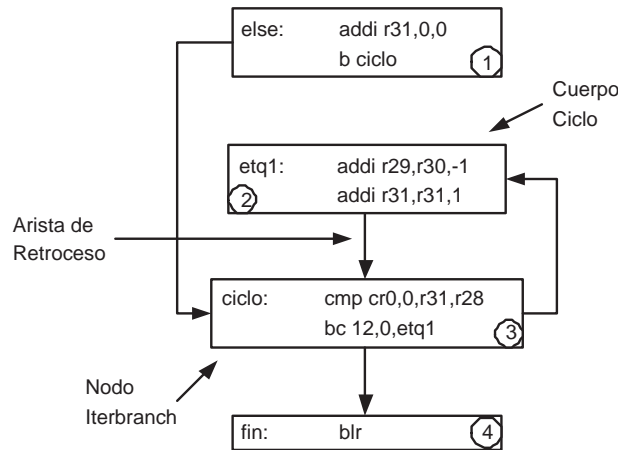 else: addi r31,0,0
b ciclo
1
Cuerpo
Ciclo
etq1: addi r29,r30,-1
2 addi r31,r31,1
Arista de
Retroceso
ciclo: cmp cr0,0,r31,r28
bc 12,0,etq1
3
Nodo
Iterbranch
fin: blr
4